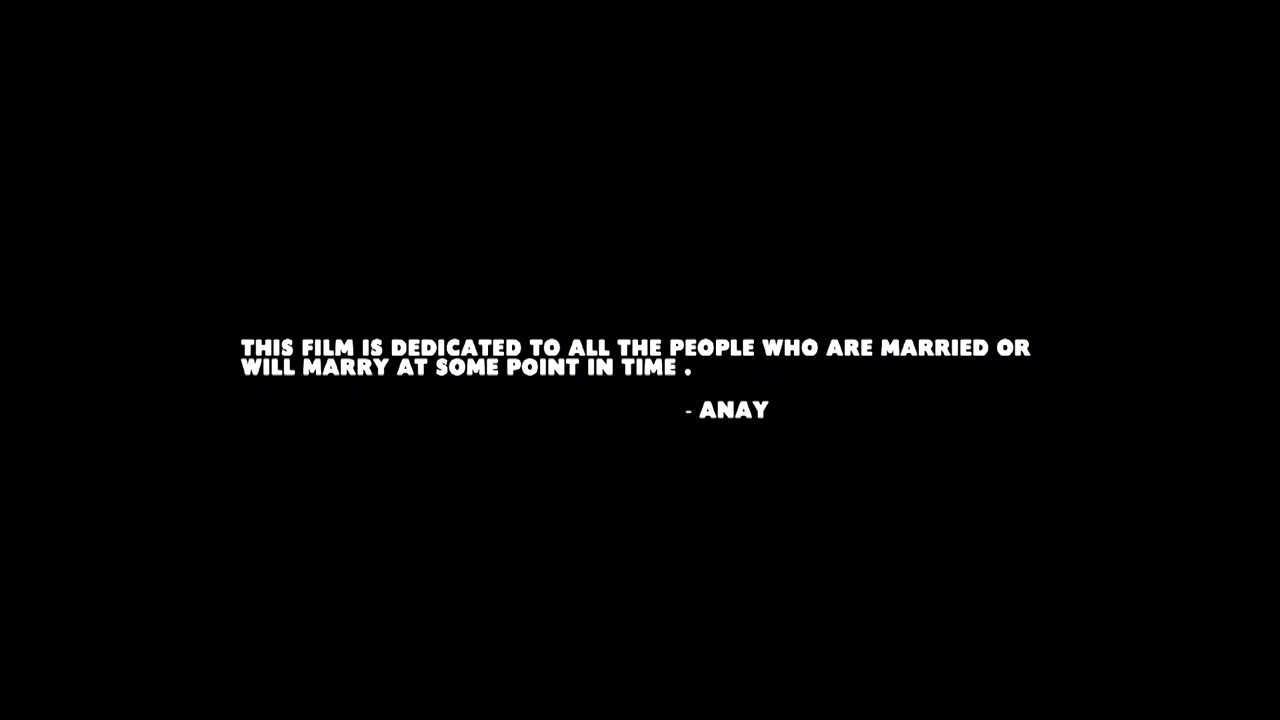 THIS FILM IS DEDICATED TO ALL THE PEOPLE WHO ARE MARRIED OR
WILL MARRY AT SOME POINT IN TIME .
- ANAY